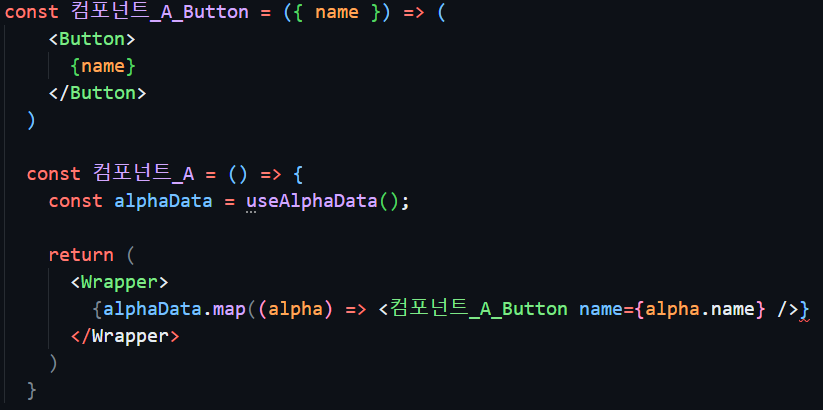 const 컴포넌트_A_Button = ({ name }) => (
<Button>
{name}
</Button>
)
const 컴포넌트_A = () => {
const alphaData = useAlphaData();
return (
<Wrapper>
{alphaData.map((alpha) => <컴포넌트_A_Button name={alpha.name} />}
</Wrapper>
)
}